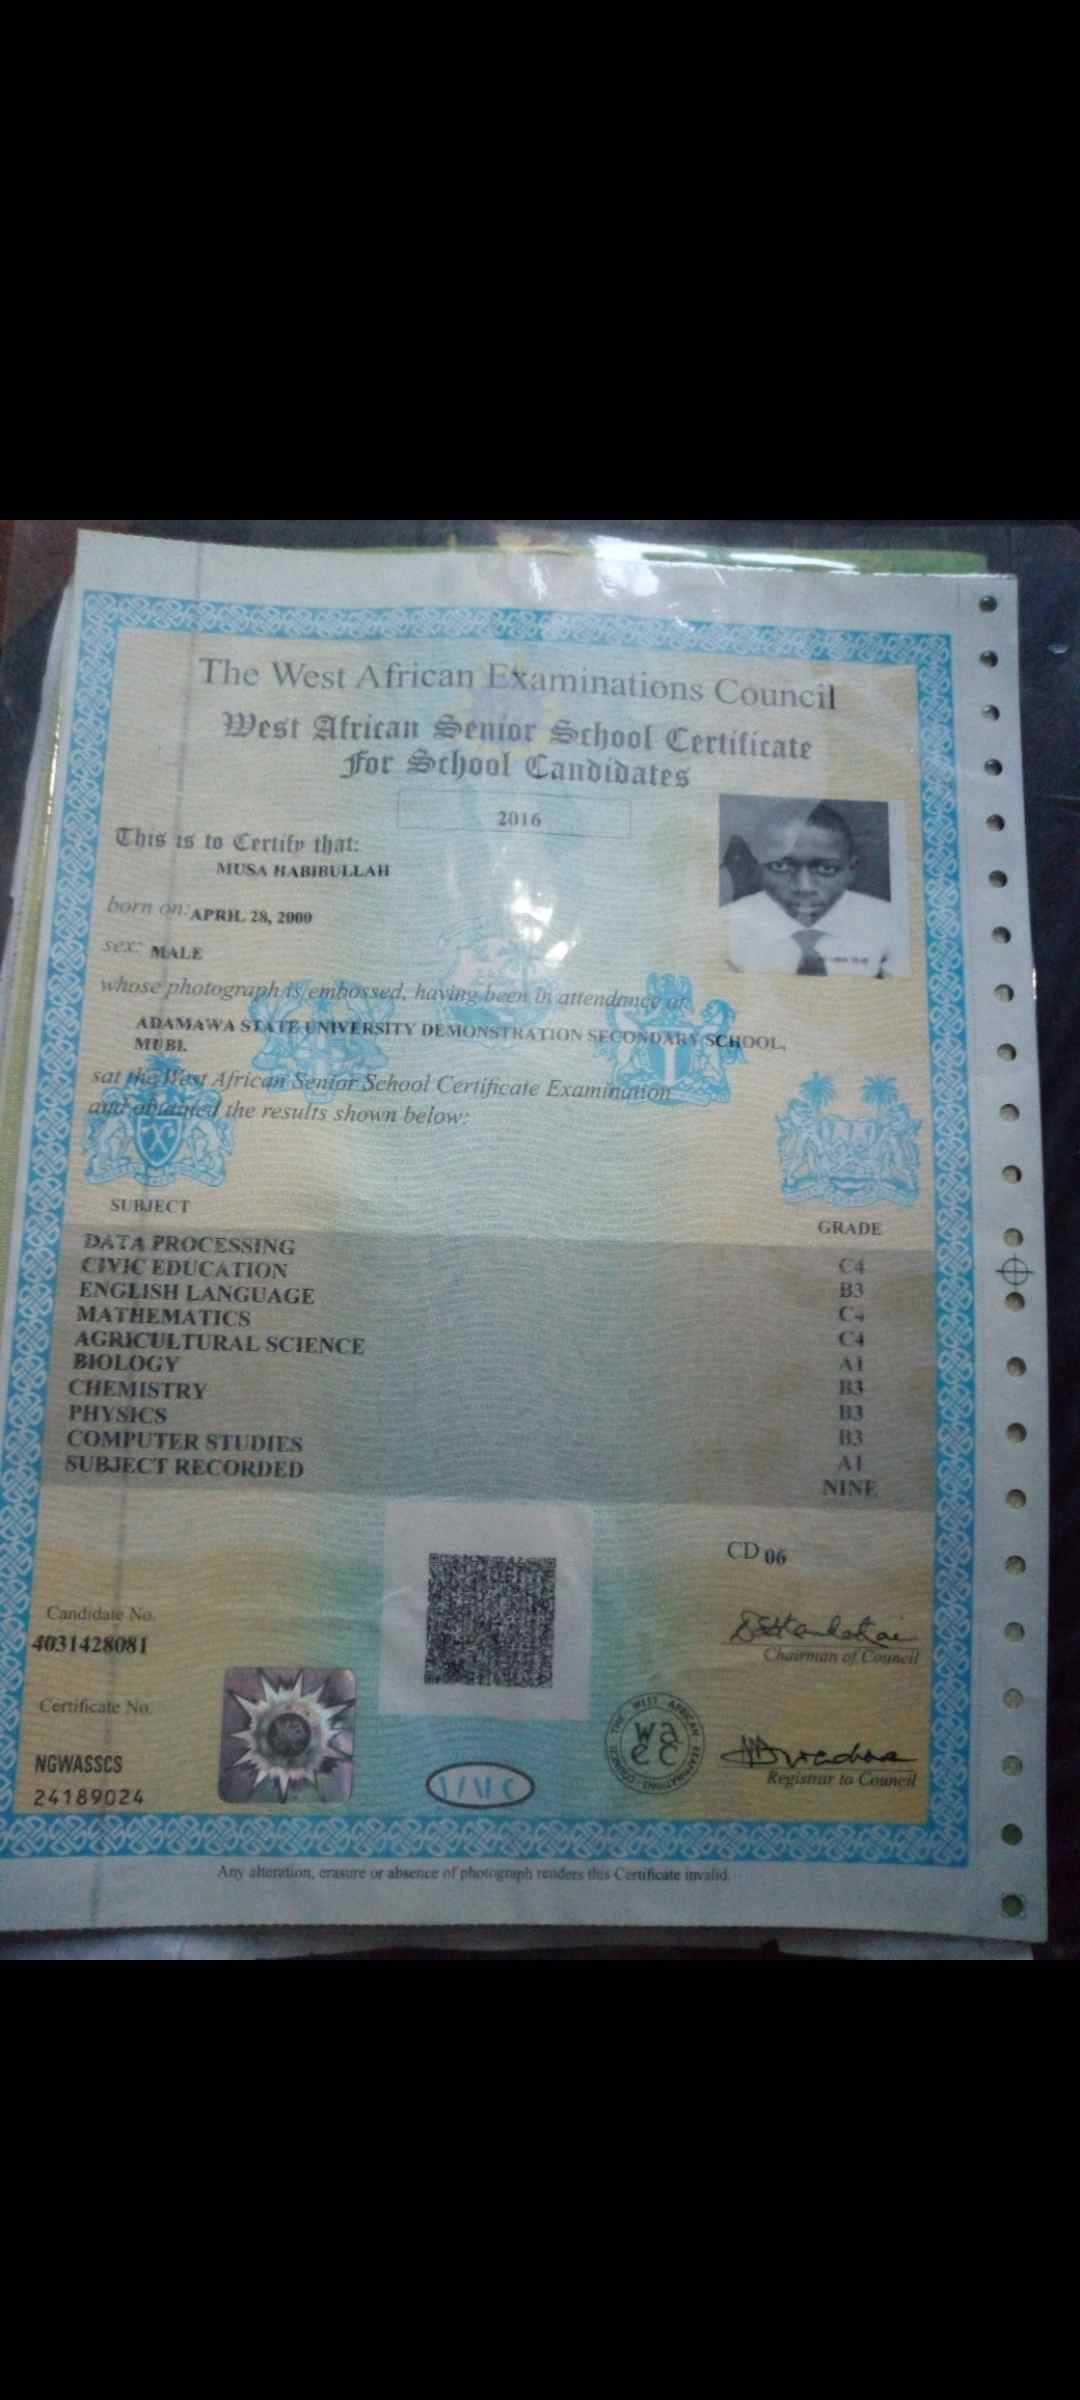 The West African Examinations Council
West African Senior School Certificate
For School Candidates
2016
This is to Certify that:
MUSA HABIBULLAH
born on: APRIL 28, 2000
sex: MALE
whose photograph is embossed, having been in attendance at:
ADAMAWA STATE UNIVERSITY DEMONSTRATION SECONDARY SCHOOL,
MUBI.
sat the West African Senior School Certificate Examination
and obtained the results shown below:
SUBJECT GRADE
DATA PROCESSING C4
CIVIC EDUCATION B3
ENGLISH LANGUAGE C4
MATHEMATICS C4
AGRICULTURAL SCIENCE A1
BIOLOGY B3
CHEMISTRY B3
PHYSICS B3
COMPUTER STUDIES A1
SUBJECT RECORDED NINE
CD 06
Candidate No.
4031428081
Chairman of Council
Certificate No.
NGWASSCS
24189024
THE WEST AFRICAN EXAMINATIONS COUNCIL
waec
Registrar to Council
Any alteration, erasure or absence of photograph renders this Certificate invalid.